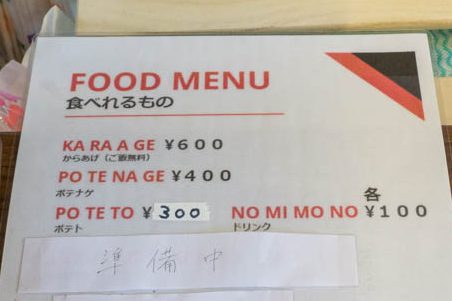 FOOD MENU
食べれるもの
KA RA A GE ¥600
からあげ（ご飯無料）
PO TE NA GE ¥400
ポテナゲ
各
PO TE TO ¥300 NO MI MO NO ¥100
ポテト ドリンク
準備中